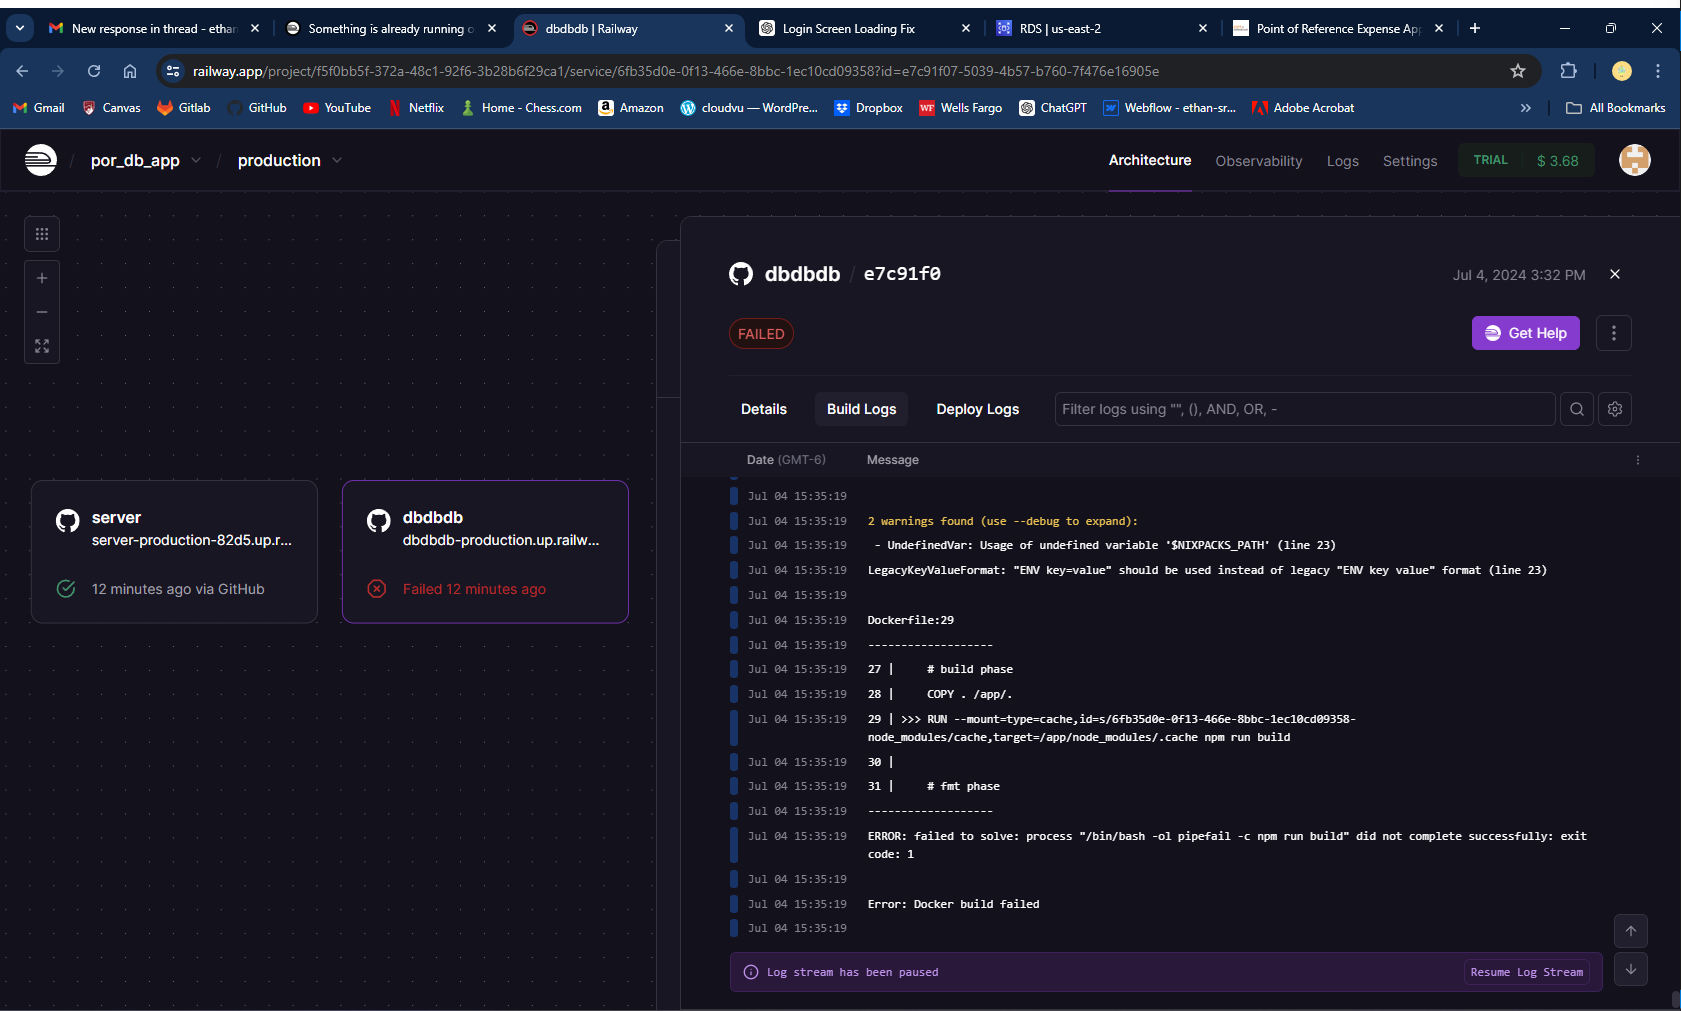 New response in thread - ethan
Something is already running o
dbdbdb | Railway
Login Screen Loading Fix
RDS | us-east-2
Point of Reference Expense App
railway.app/project/f5f0bb5f-372a-48c1-92f6-3b28b6f29ca1/service/6fb35d0e-0f13-466e-8bbc-1ec10cd09358?id=e7c91f07-5039-4b57-b760-7f476e16905e
Gmail
Canvas
Gitlab
GitHub
YouTube
Netflix
Home - Chess.com
Amazon
cloudvu — WordPre...
Dropbox
WF
Wells Fargo
ChatGPT
Webflow - ethan-sr...
Adobe Acrobat
»
All Bookmarks
/ por_db_app / production
Architecture
Observability
Logs
Settings
TRIAL $ 3.68
dbdbdb / e7c91f0
Jul 4, 2024 3:32 PM
FAILED
Get Help
Details
Build Logs
Deploy Logs
Filter logs using "", (), AND, OR, -
Date (GMT-6) Message
Jul 04 15:35:19
Jul 04 15:35:19 2 warnings found (use --debug to expand):
Jul 04 15:35:19 - UndefinedVar: Usage of undefined variable '$NIXPACKS_PATH' (line 23)
Jul 04 15:35:19 LegacyKeyValueFormat: "ENV key=value" should be used instead of legacy "ENV key value" format (line 23)
Jul 04 15:35:19
Jul 04 15:35:19 Dockerfile:29
Jul 04 15:35:19 -------------------
Jul 04 15:35:19 27 | # build phase
Jul 04 15:35:19 28 | COPY . /app/.
Jul 04 15:35:19 29 | >>> RUN --mount=type=cache,id=s/6fb35d0e-0f13-466e-8bbc-1ec10cd09358-
node_modules/cache,target=/app/node_modules/.cache npm run build
Jul 04 15:35:19 30 |
Jul 04 15:35:19 31 | # fmt phase
Jul 04 15:35:19 -------------------
Jul 04 15:35:19 ERROR: failed to solve: process "/bin/bash -ol pipefail -c npm run build" did not complete successfully: exit
code: 1
Jul 04 15:35:19
Jul 04 15:35:19 Error: Docker build failed
Jul 04 15:35:19
Log stream has been paused
Resume Log Stream
server
server-production-82d5.up.r...
12 minutes ago via GitHub
dbdbdb
dbdbdb-production.up.railw...
Failed 12 minutes ago